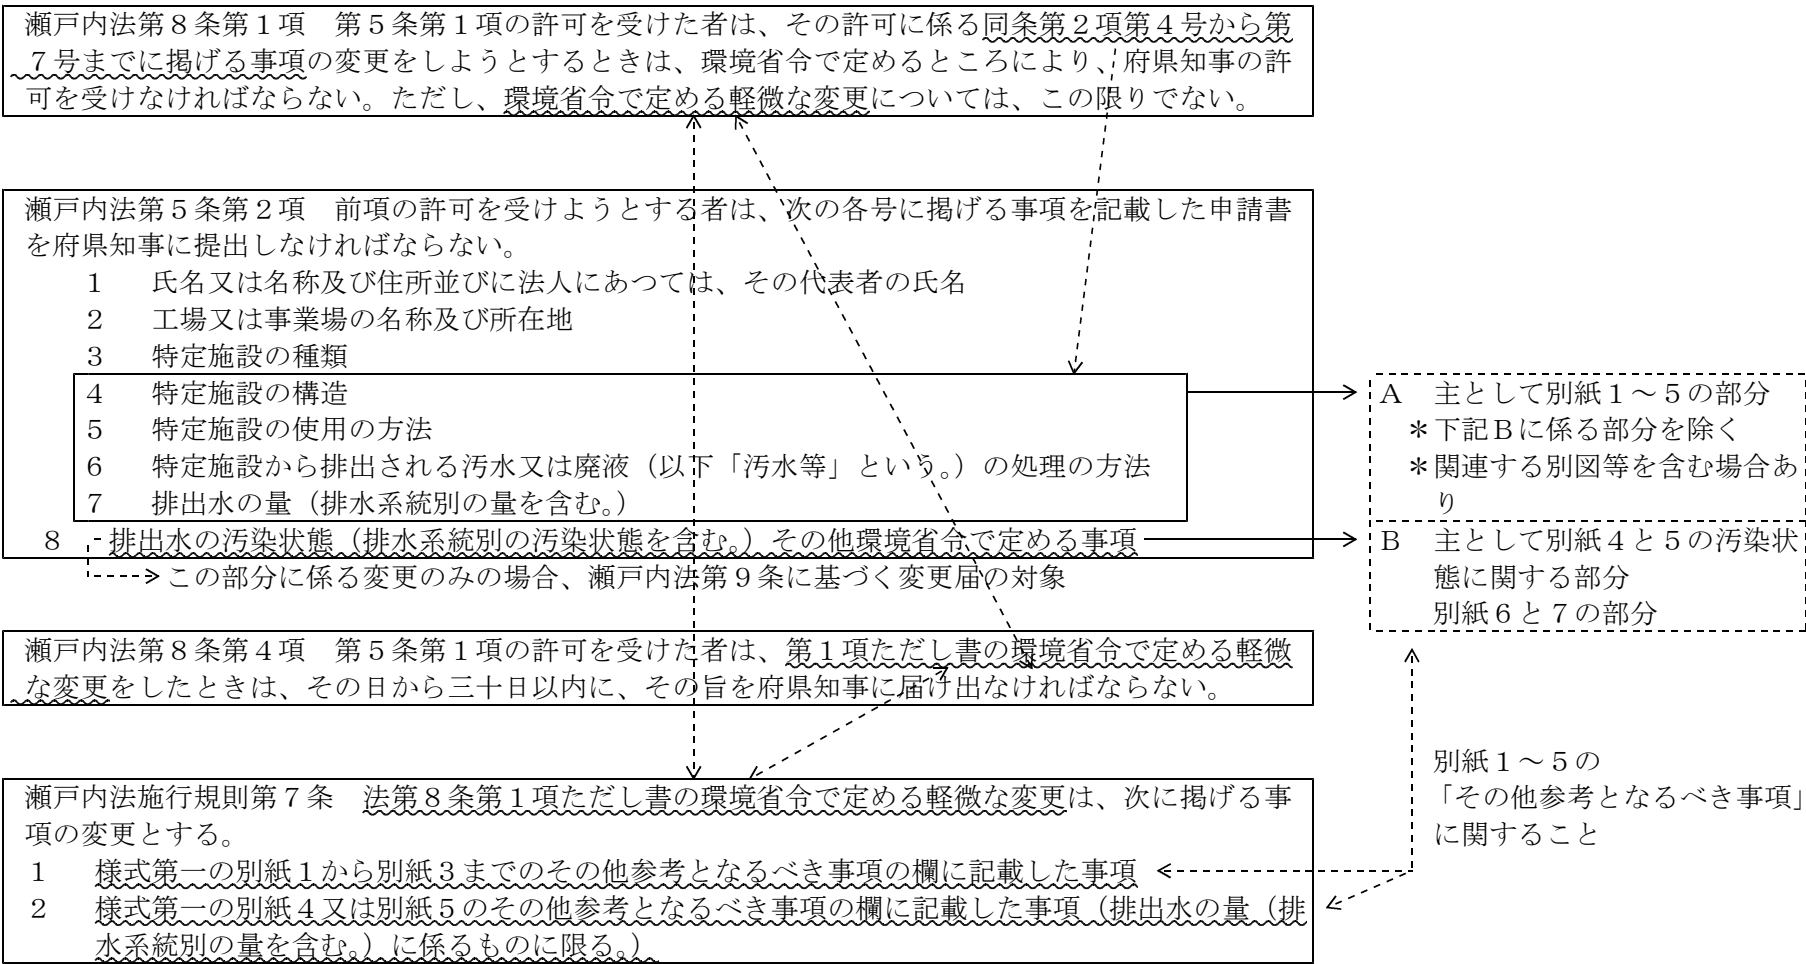 瀬戸内法第８条第１項　第５条第１項の許可を受けた者は、その許可に係る同条第２項第４号から第
７号までに掲げる事項の変更をしようとするときは、環境省令で定めるところにより、府県知事の許
可を受けなければならない。ただし、環境省令で定める軽微な変更については、この限りでない。
瀬戸内法第５条第２項　前項の許可を受けようとする者は、次の各号に掲げる事項を記載した申請書
を府県知事に提出しなければならない。
１　氏名又は名称及び住所並びに法人にあつては、その代表者の氏名
２　工場又は事業場の名称及び所在地
３　特定施設の種類
４　特定施設の構造
５　特定施設の使用の方法
６　特定施設から排出される汚水又は廃液（以下「汚水等」という。）の処理の方法
７　排出水の量（排水系統別の量を含む。）
８　排出水の汚染状態（排水系統別の汚染状態を含む。）その他環境省令で定める事項
この部分に係る変更のみの場合、瀬戸内法第９条に基づく変更届の対象
Ａ　主として別紙１～５の部分
＊下記Ｂに係る部分を除く
＊関連する別図等を含む場合あ
り
Ｂ　主として別紙４と５の汚染状
態に関する部分
別紙６と７の部分
瀬戸内法第８条第４項　第５条第１項の許可を受けた者は、第１項ただし書の環境省令で定める軽微
な変更をしたときは、その日から三十日以内に、その旨を府県知事に届け出なければならない。
別紙１～５の
「その他参考となるべき事項」
に関すること
瀬戸内法施行規則第７条　法第８条第１項ただし書の環境省令で定める軽微な変更は、次に掲げる事
項の変更とする。
１　様式第一の別紙１から別紙３までのその他参考となるべき事項の欄に記載した事項
２　様式第一の別紙４又は別紙５のその他参考となるべき事項の欄に記載した事項（排出水の量（排
水系統別の量を含む。）に係るものに限る。）